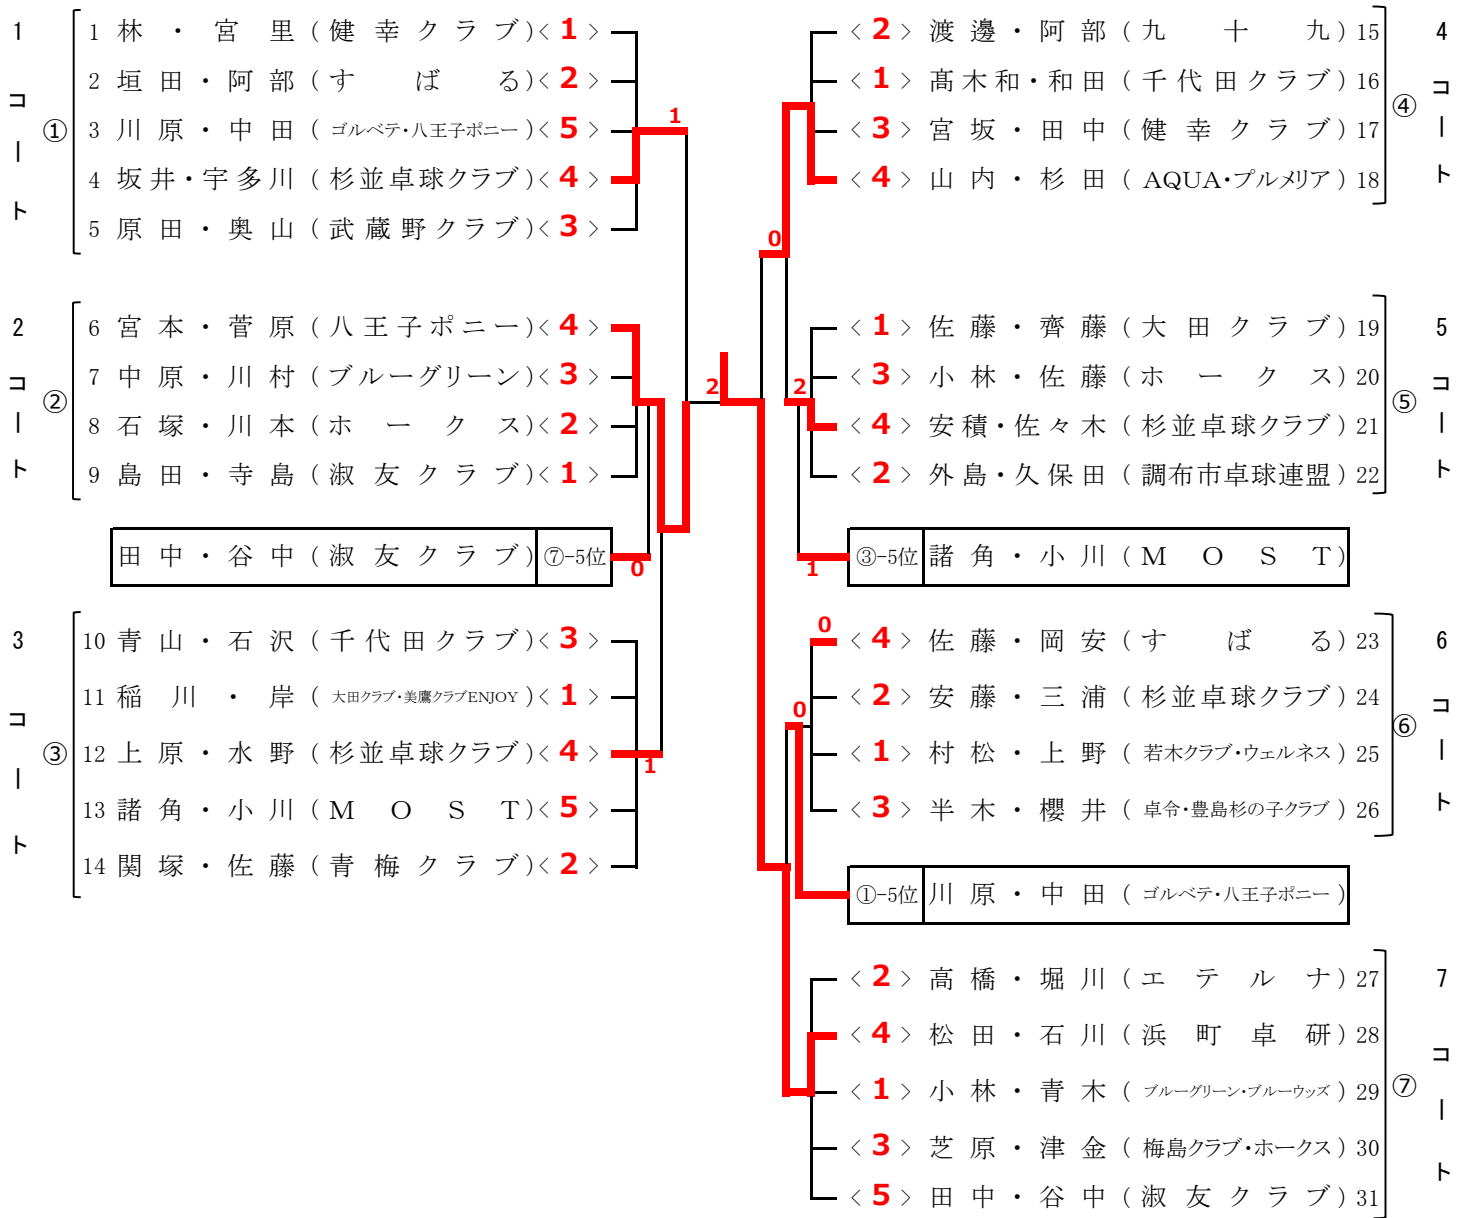 1コート
①
1 林・宮里(健幸クラブ)<1>
2 垣田・阿部(すばる)<2>
3 川原・中田(ゴルベテ・八王子ポニー)<5>
4 坂井・宇多川(杉並卓球クラブ)<4>
5 原田・奥山(武蔵野クラブ)<3>
1
2コート
②
6 宮本・菅原(八王子ポニー)<4>
7 中原・川村(ブルーグリーン)<3>
8 石塚・川本(ホークス)<2>
9 島田・寺島(淑友クラブ)<1>
田中・谷中(淑友クラブ) ⑦-5位
0
2
3コート
③
10 青山・石沢(千代田クラブ)<3>
11 稲川・岸(大田クラブ・美鷹クラブENJOY)<1>
12 上原・水野(杉並卓球クラブ)<4>
13 諸角・小川(MOST)<5>
14 関塚・佐藤(青梅クラブ)<2>
1
4コート
④
<2>渡邊・阿部(九十九)15
<1>髙木和・和田(千代田クラブ)16
<3>宮坂・田中(健幸クラブ)17
<4>山内・杉田(AQUA・プルメリア)18
0
5コート
⑤
<1>佐藤・齊藤(大田クラブ)19
<3>小林・佐藤(ホークス)20
<4>安積・佐々木(杉並卓球クラブ)21
<2>外島・久保田(調布市卓球連盟)22
2
③-5位 諸角・小川(MOST)
1
6コート
⑥
0
<4>佐藤・岡安(すばる)23
<2>安藤・三浦(杉並卓球クラブ)24
<1>村松・上野(若木クラブ・ウェルネス)25
<3>半木・櫻井(卓令・豊島杉の子クラブ)26
0
①-5位 川原・中田(ゴルベテ・八王子ポニー)
7コート
⑦
<2>高橋・堀川(エテルナ)27
<4>松田・石川(浜町卓研)28
<1>小林・青木(ブルーグリーン・ブルーウッズ)29
<3>芝原・津金(梅島クラブ・ホークス)30
<5>田中・谷中(淑友クラブ)31